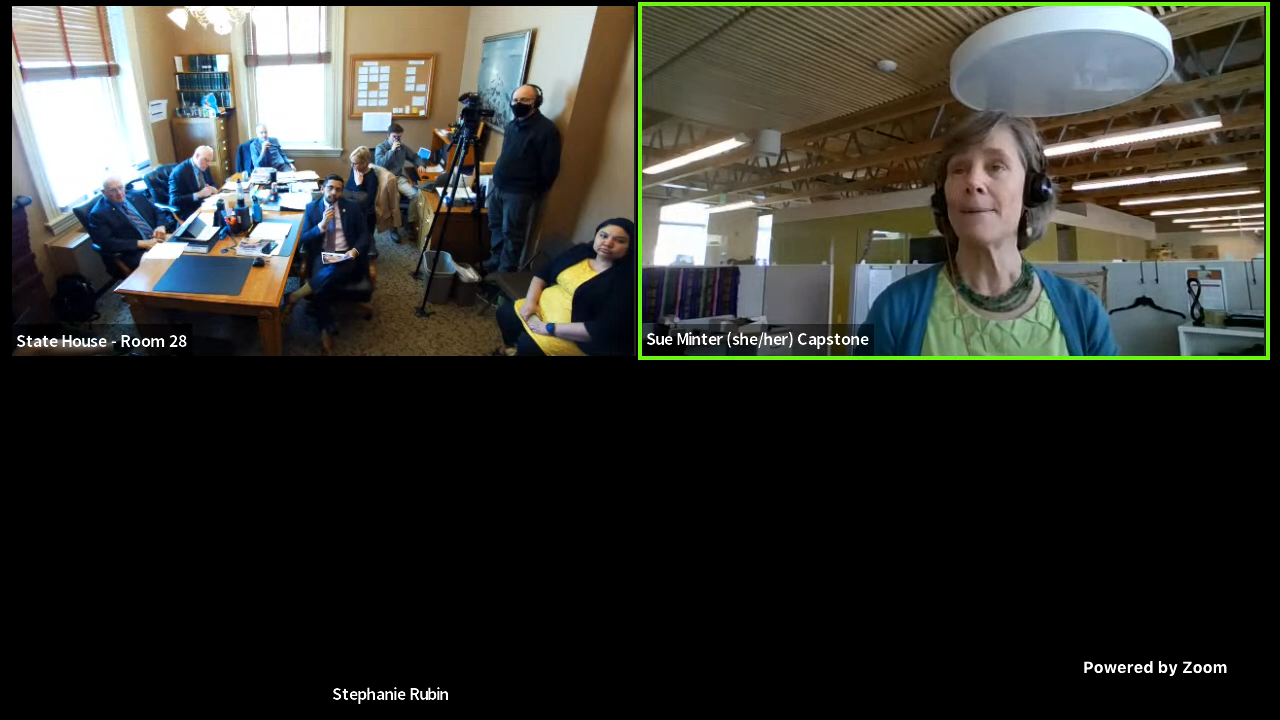 State House - Room 28
Sue Minter (she/her) Capstone
Powered by Zoom
Stephanie Rubin